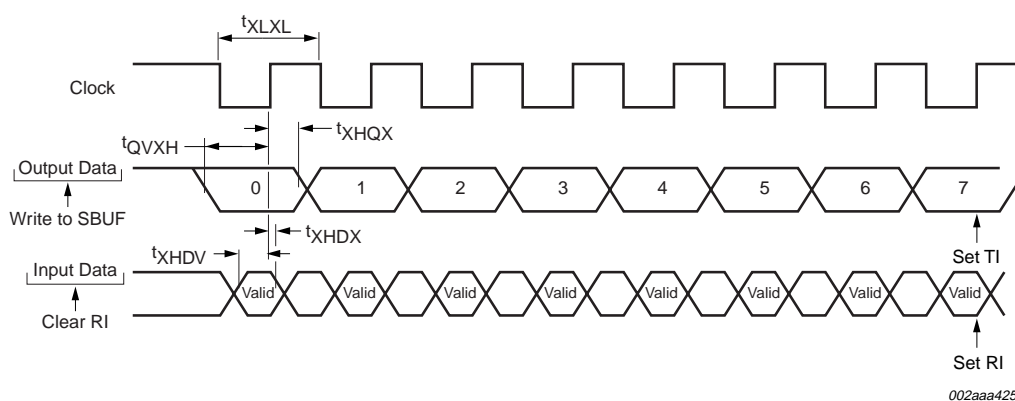 tXLXL
Clock
tXHQX
tQVXH
Output Data
0 1 2 3 4 5 6 7
Write to SBUF
tXHDX
Set TI
tXHDV
Input Data
Valid Valid Valid Valid Valid Valid Valid Valid
Clear RI
Set RI
002aaa425